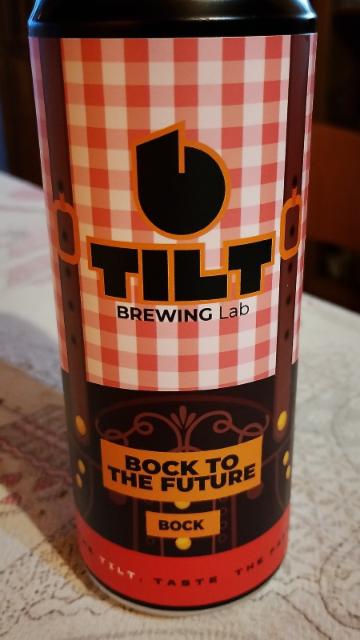 TILT
BREWING Lab
BOCK TO
THE FUTURE
BOCK
TILT. TASTE THE